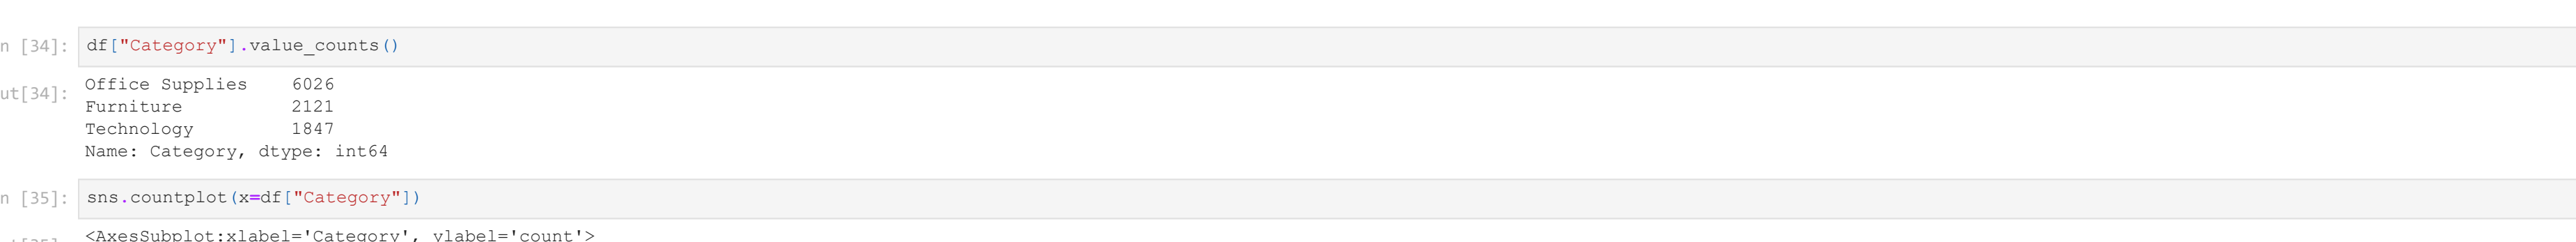 n [34]: df["Category"].value_counts()
ut[34]: Office Supplies    6026
Furniture          2121
Technology         1847
Name: Category, dtype: int64
n [35]: sns.countplot(x=df["Category"])
<AxesSubplot:xlabel='Category', ylabel='count'>